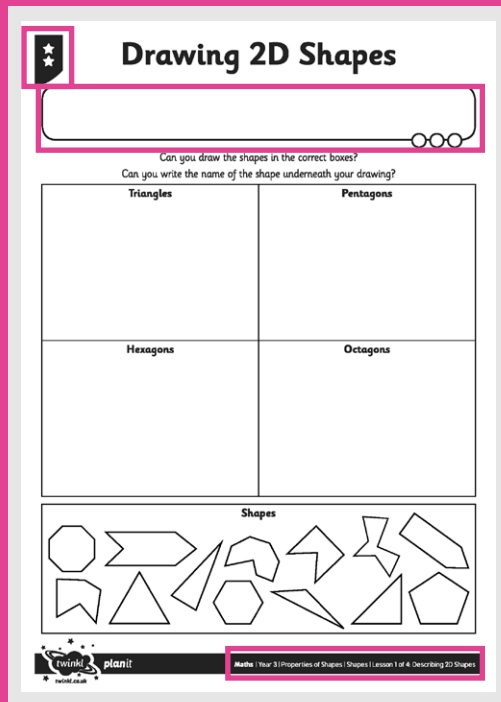 Drawing 2D Shapes
Can you draw the shapes in the correct boxes?
Can you write the name of the shape underneath your drawing?
Triangles
Pentagons
Hexagons
Octagons
Shapes
twinkl planit
Maths | Year 3 | Properties of Shapes | Shapes | Lesson 1 of 4: Describing 2D Shapes
twinkl.co.uk